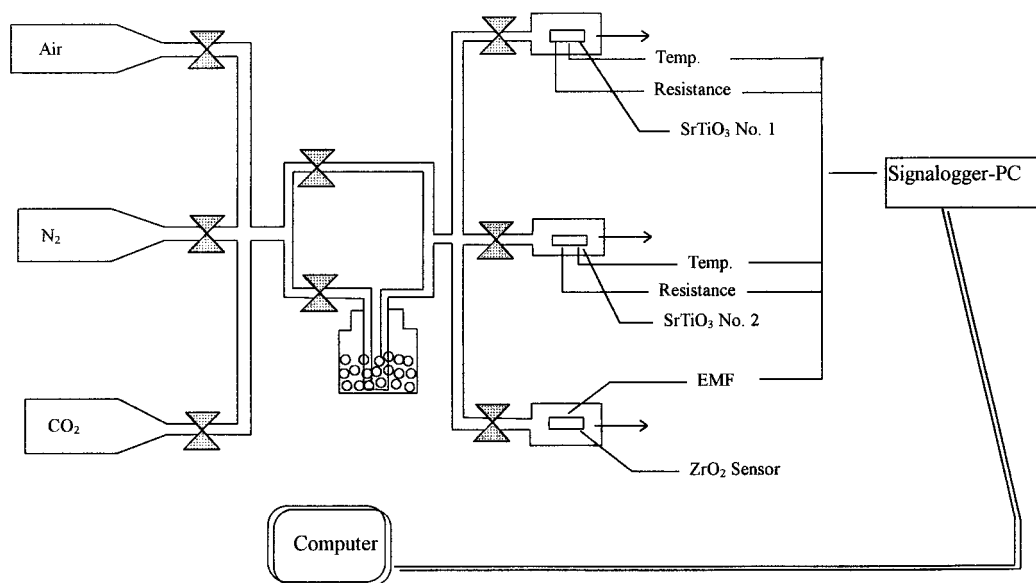 Air
Temp.
Resistance
SrTiO₃ No. 1
Signalogger-PC
N₂
Temp.
Resistance
SrTiO₃ No. 2
EMF
CO₂
ZrO₂ Sensor
Computer